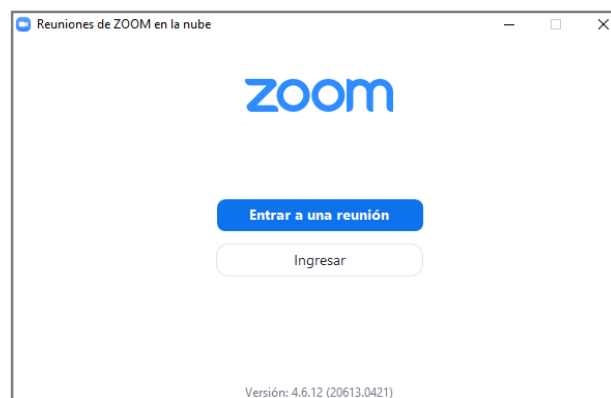 Reuniones de ZOOM en la nube
zoom
Entrar a una reunión
Ingresar
Versión: 4.6.12 (20613.0421)